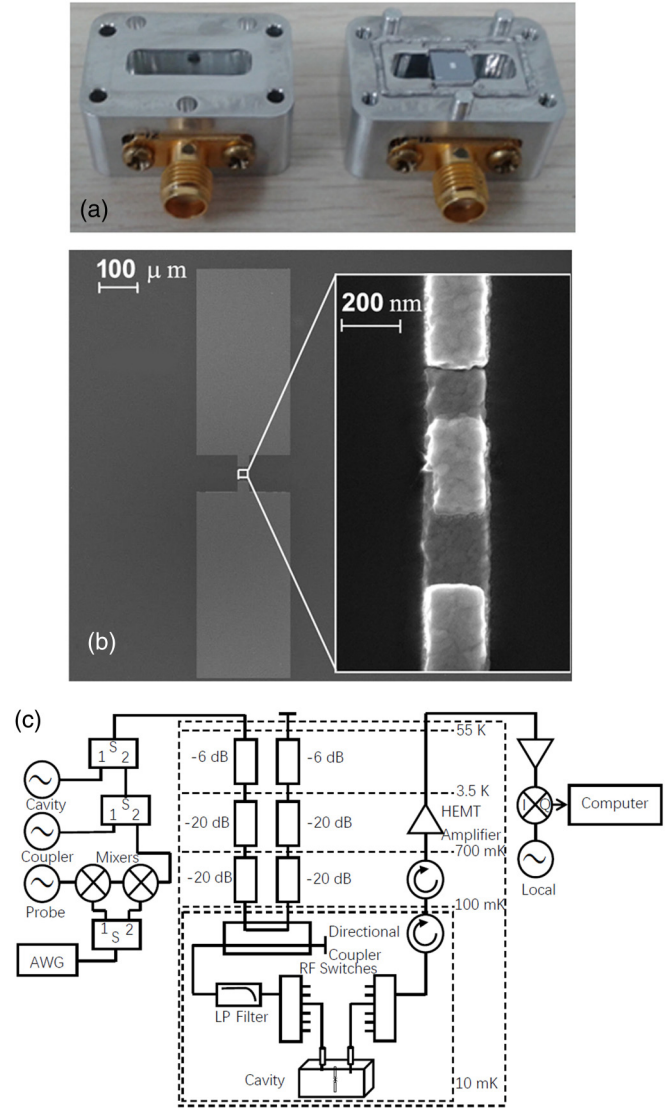 (a)
100 μ m
200 nm
(b)
(c)
55 K
-6 dB
-6 dB
3.5 K
HEMT
Amplifier
700 mK
-20 dB
-20 dB
-20 dB
-20 dB
100 mK
S
1 2
Cavity
S
1 2
Coupler
Mixers
Probe
1 S 2
AWG
I Q
Computer
Local
Directional
Coupler
RF Switches
LP Filter
Cavity
10 mK